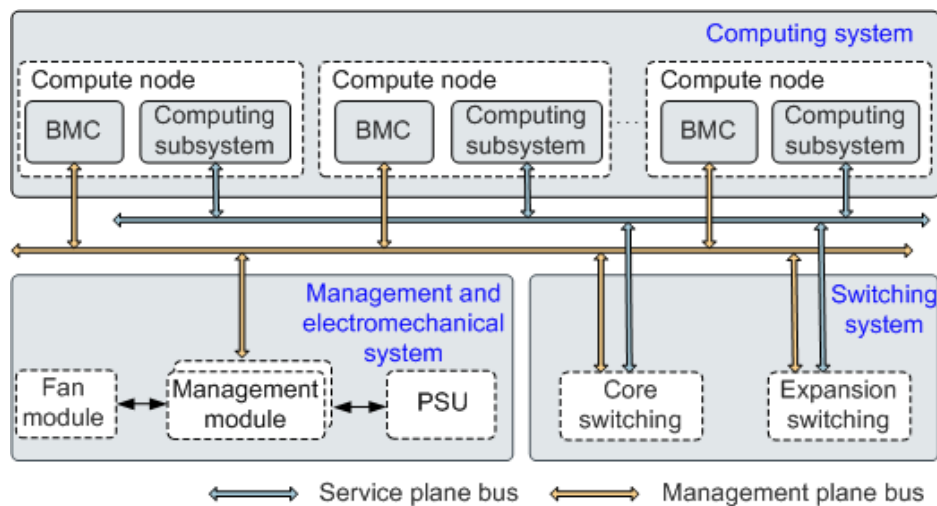 Computing system
Compute node
BMC
Computing
subsystem
Compute node
BMC
Computing
subsystem
Compute node
BMC
Computing
subsystem
Management and
electromechanical
system
Fan
module
Management
module
PSU
Switching
system
Core
switching
Expansion
switching
Service plane bus
Management plane bus